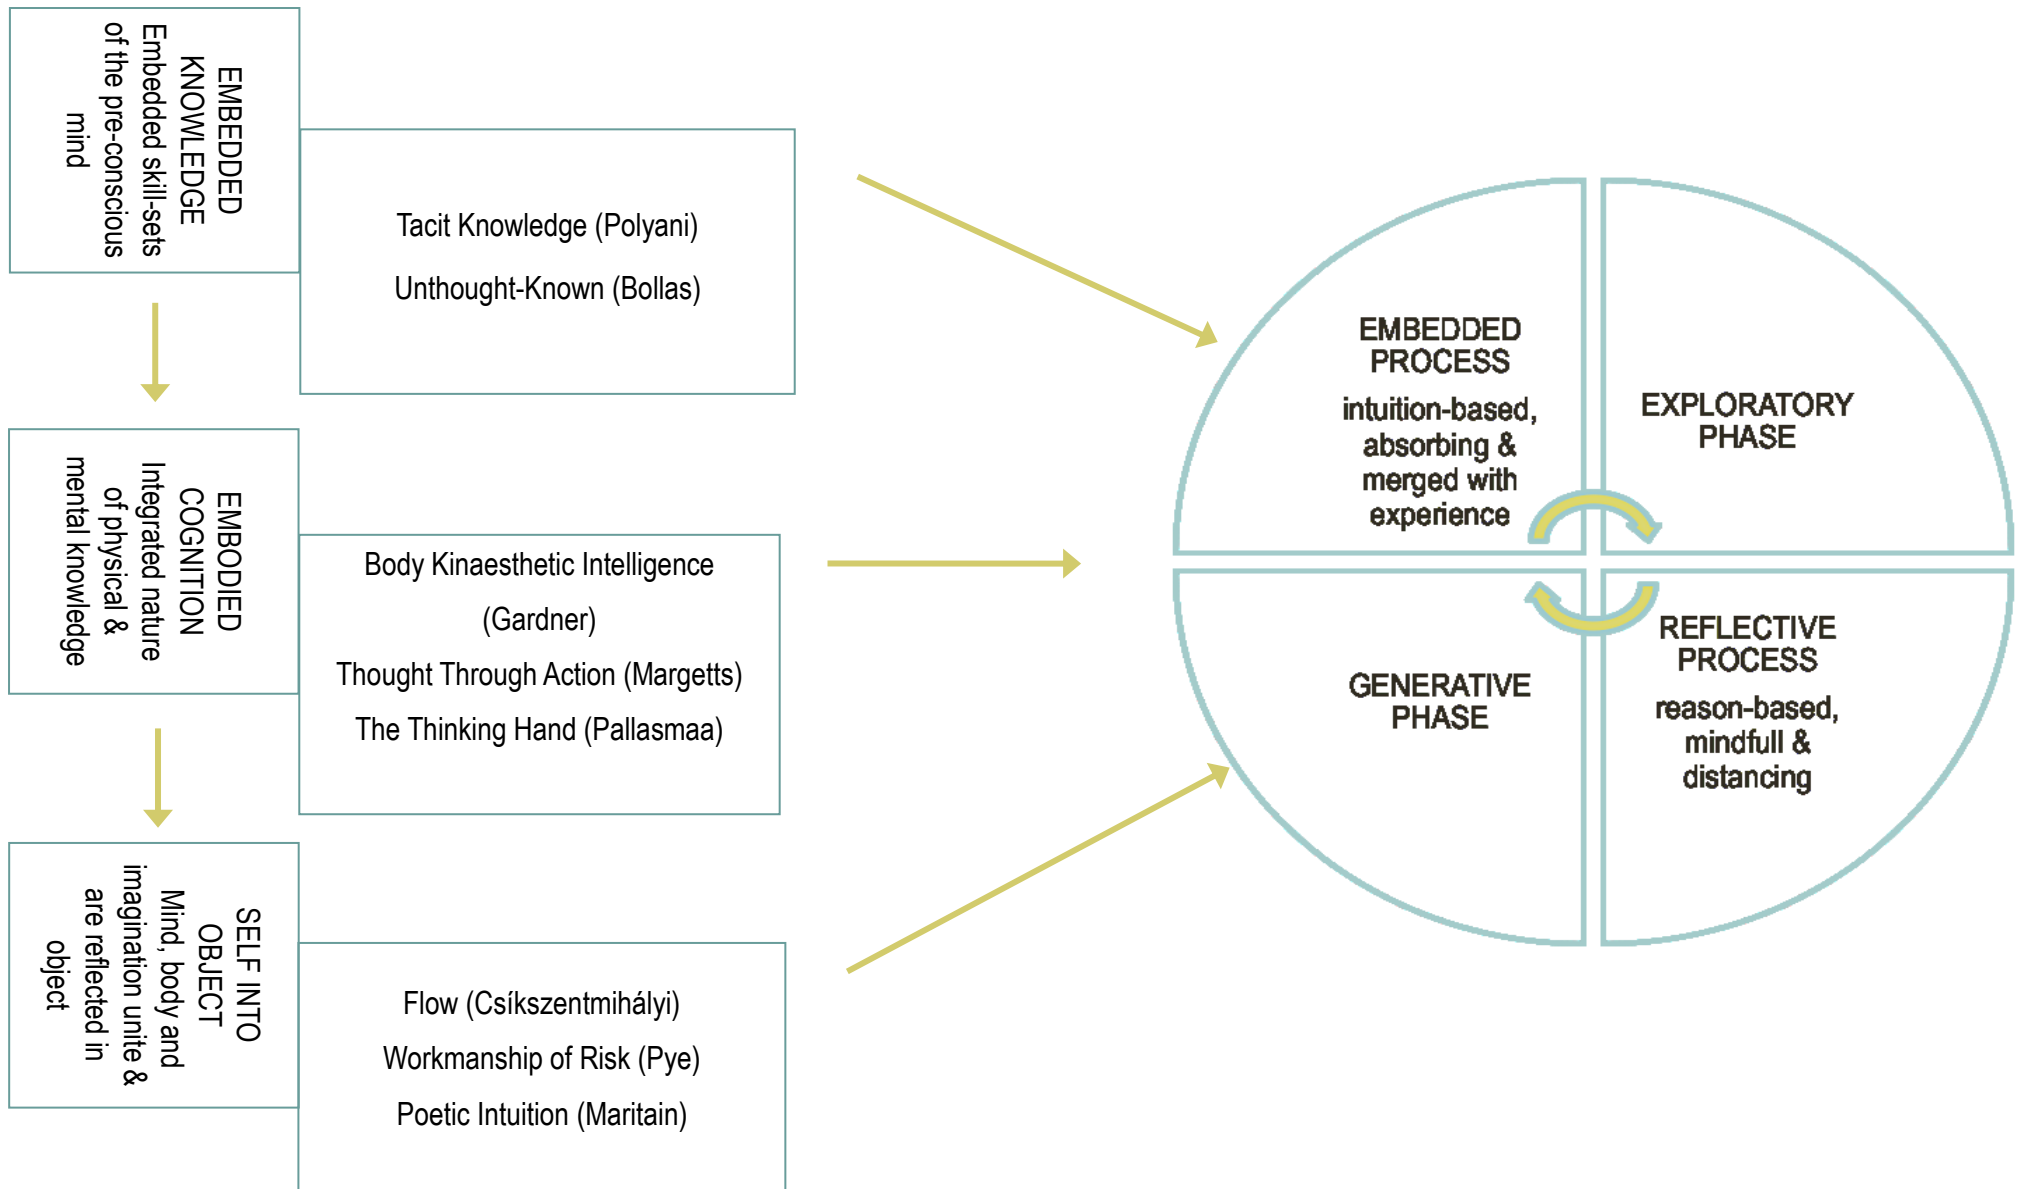 EMBEDDED
KNOWLEDGE
Embedded skill-sets
of the pre-conscious
mind
Tacit Knowledge (Polyani)
Unthought-Known (Bollas)
EMBODIED
COGNITION
Integrated nature
of physical &
mental knowledge
Body Kinaesthetic Intelligence
(Gardner)
Thought Through Action (Margetts)
The Thinking Hand (Pallasmaa)
SELF INTO
OBJECT
Mind, body and
imagination unite &
are reflected in
object
Flow (Csíkszentmihályi)
Workmanship of Risk (Pye)
Poetic Intuition (Maritain)
EMBEDDED
PROCESS
intuition-based,
absorbing &
merged with
experience
EXPLORATORY
PHASE
GENERATIVE
PHASE
REFLECTIVE
PROCESS
reason-based,
mindfull &
distancing